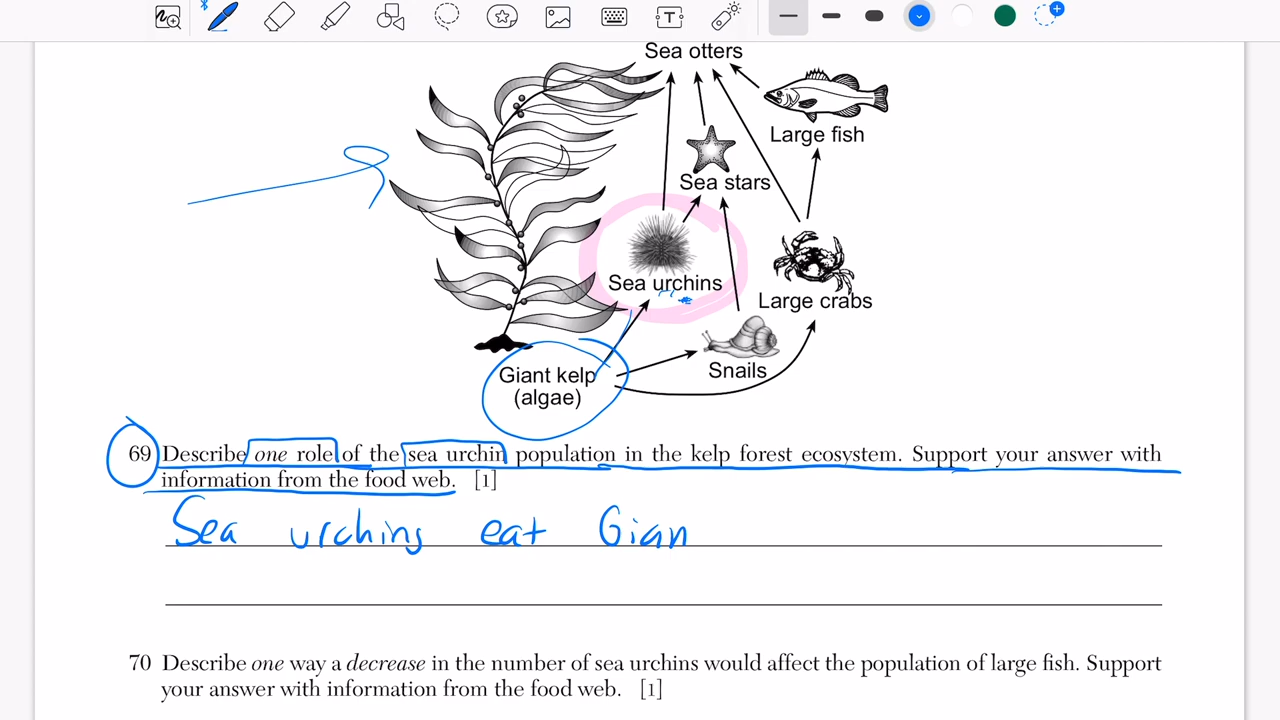 Sea otters
Large fish
Sea stars
Sea urchins
Large crabs
Snails
Giant kelp
(algae)
69 Describe one role of the sea urchin population in the kelp forest ecosystem. Support your answer with
information from the food web. [1]
Sea urching eat Gian
70 Describe one way a decrease in the number of sea urchins would affect the population of large fish. Support
your answer with information from the food web. [1]